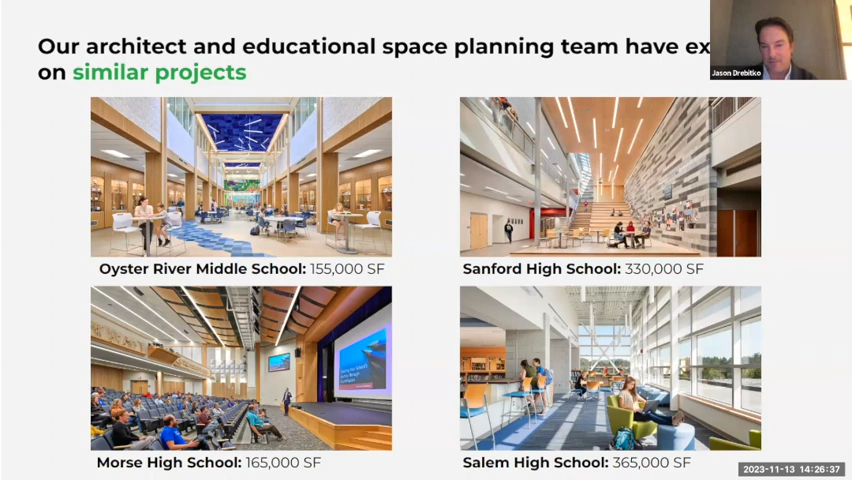 Our architect and educational space planning team have ex
on similar projects
Jason Drebitko
Oyster River Middle School: 155,000 SF
Sanford High School: 330,000 SF
Morse High School: 165,000 SF
Salem High School: 365,000 SF
2023-11-13 14:26:37